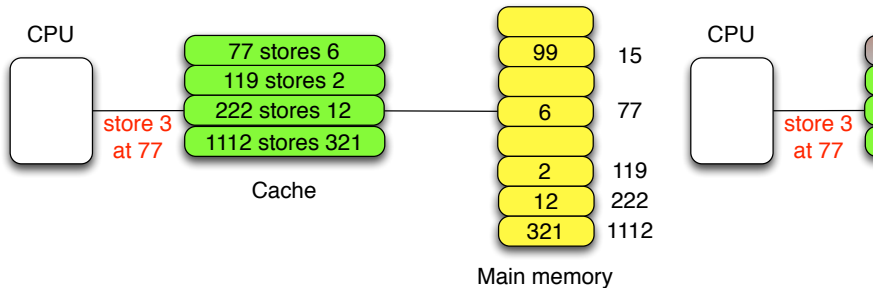 CPU
store 3
at 77
77 stores 6
119 stores 2
222 stores 12
1112 stores 321
Cache
99
15
6
77
2
119
12
222
321
1112
Main memory
CPU
store 3
at 77